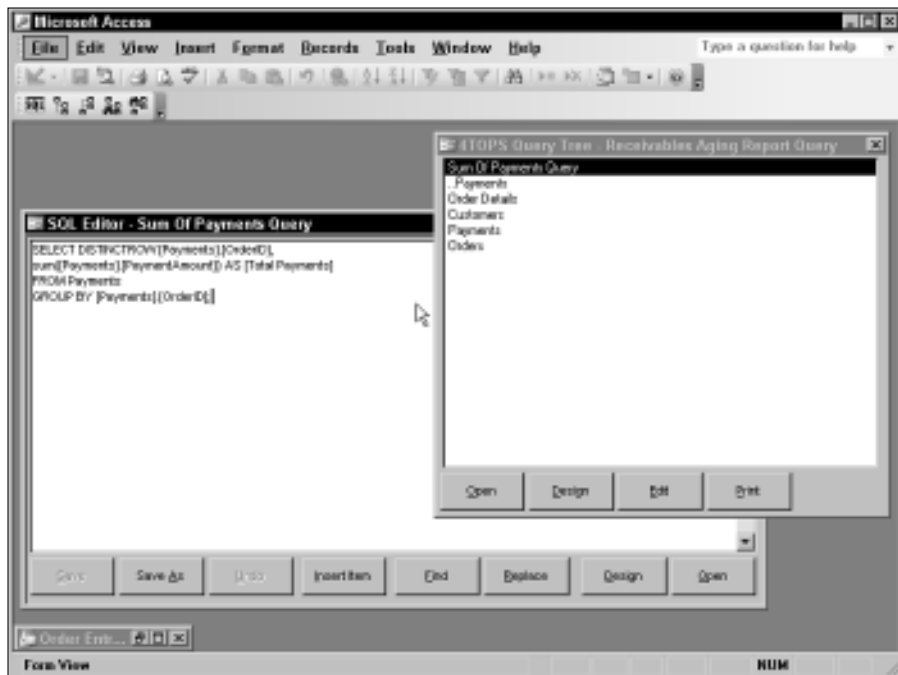 Microsoft Access
File Edit View Insert Format Records Tools Window Help
Type a question for help
4TOPS Query Tree - Receivables Aging Report Query
Sum Of Payments Query
..Payments
Order Details
Customers
Payments
Orders
Open Design Edit Print
SQL Editor - Sum Of Payments Query
SELECT DISTINCTROW [Payments].[OrderID],
sum([Payments].[PaymentAmount]) AS [Total Payments]
FROM Payments
GROUP BY [Payments].[OrderID];
Save Save As Undo Insert Item Find Replace Design Open
Order Entr...
Form View
NUM